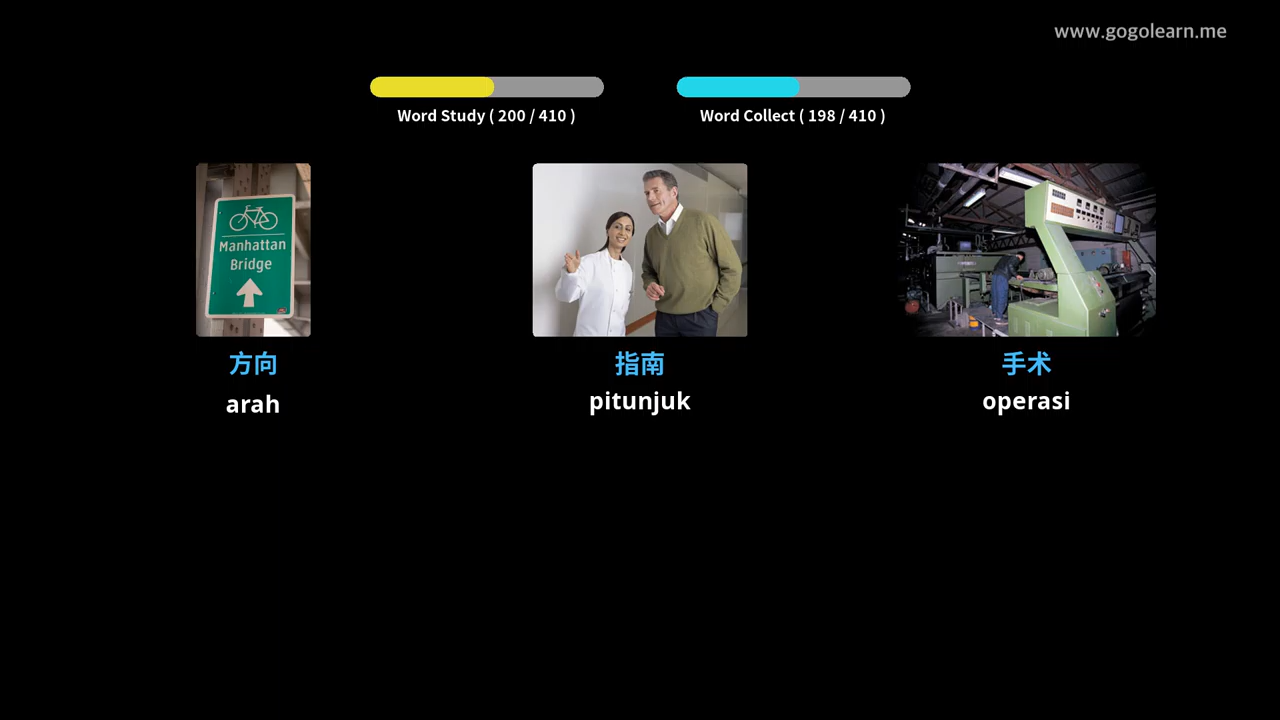 www.gogolearn.me
Word Study ( 200 / 410 )
Word Collect ( 198 / 410 )
Manhattan
Bridge
方向
指南
手术
arah
pitunjuk
operasi